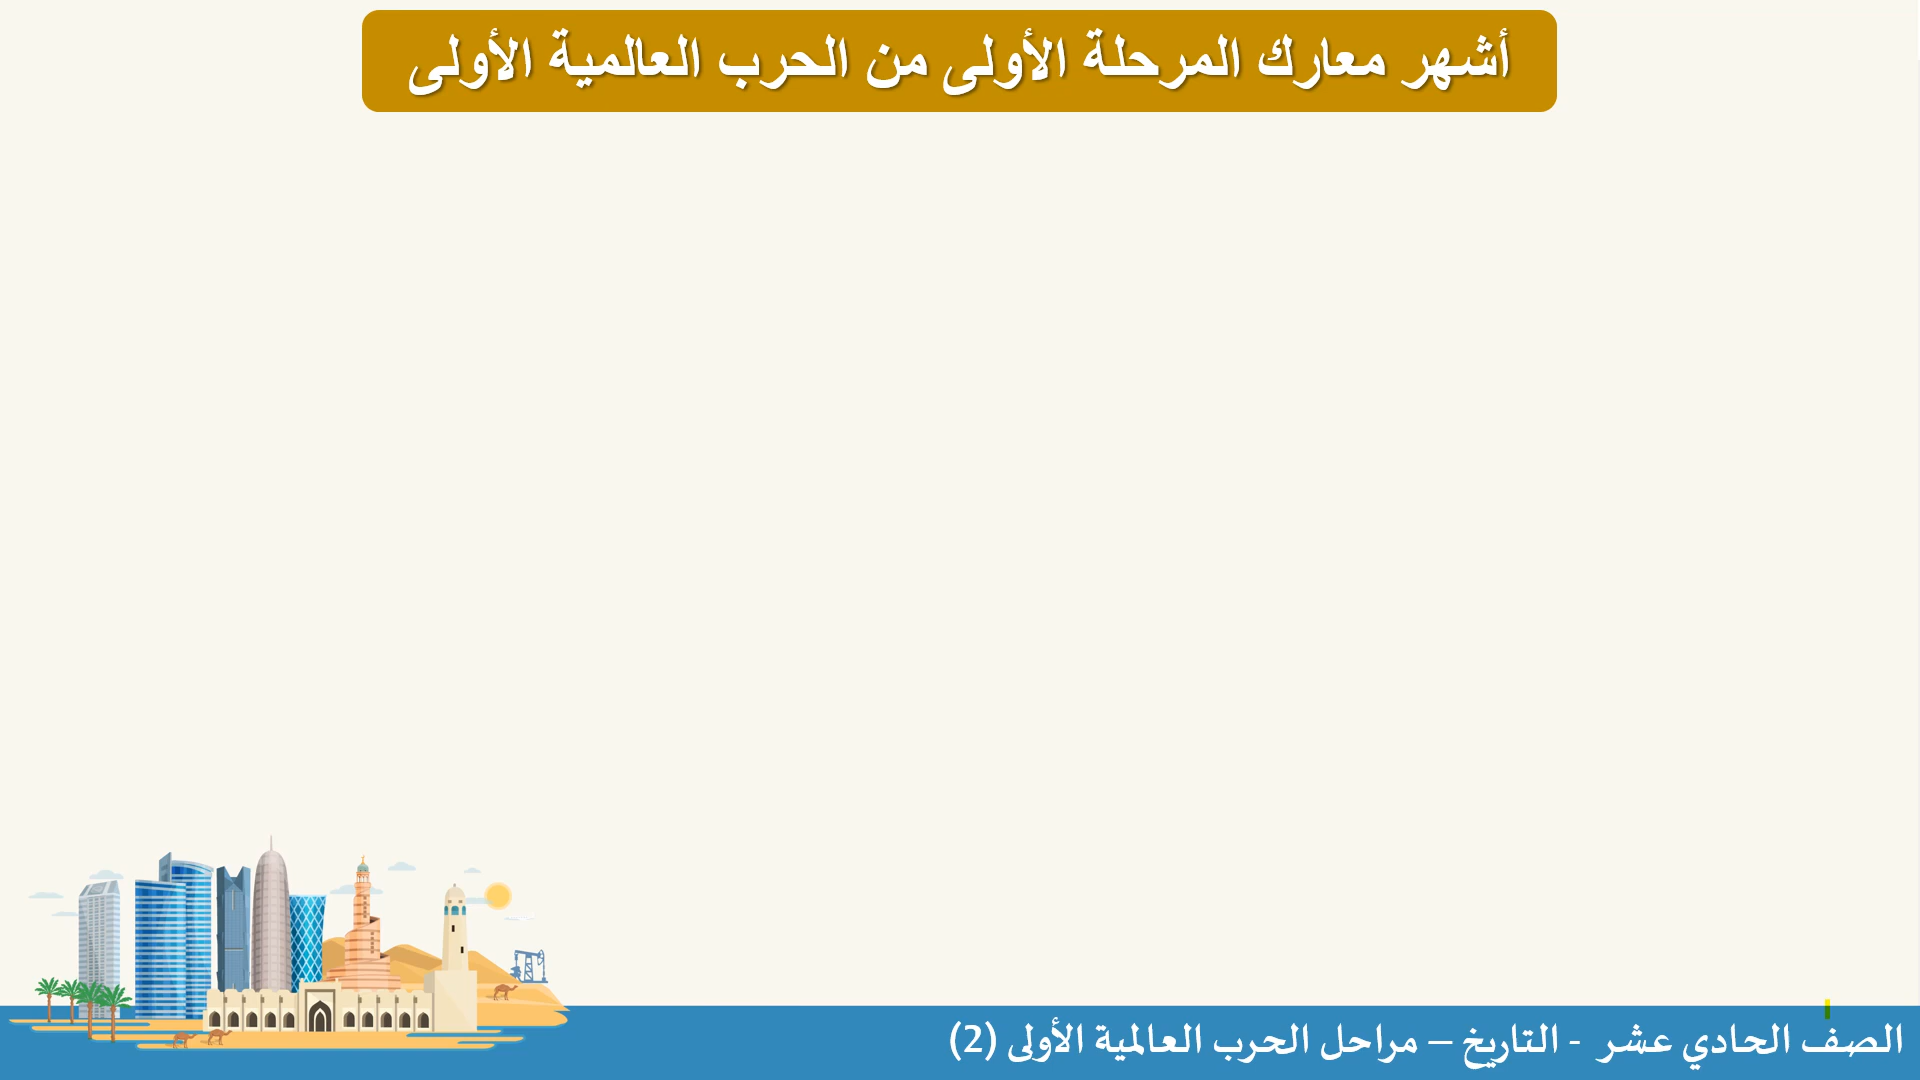 أشهر معارك المرحلة الأولى من الحرب العالمية الأولى
الصف الحادي عشر - التاريخ – مراحل الحرب العالمية الأولى (2)